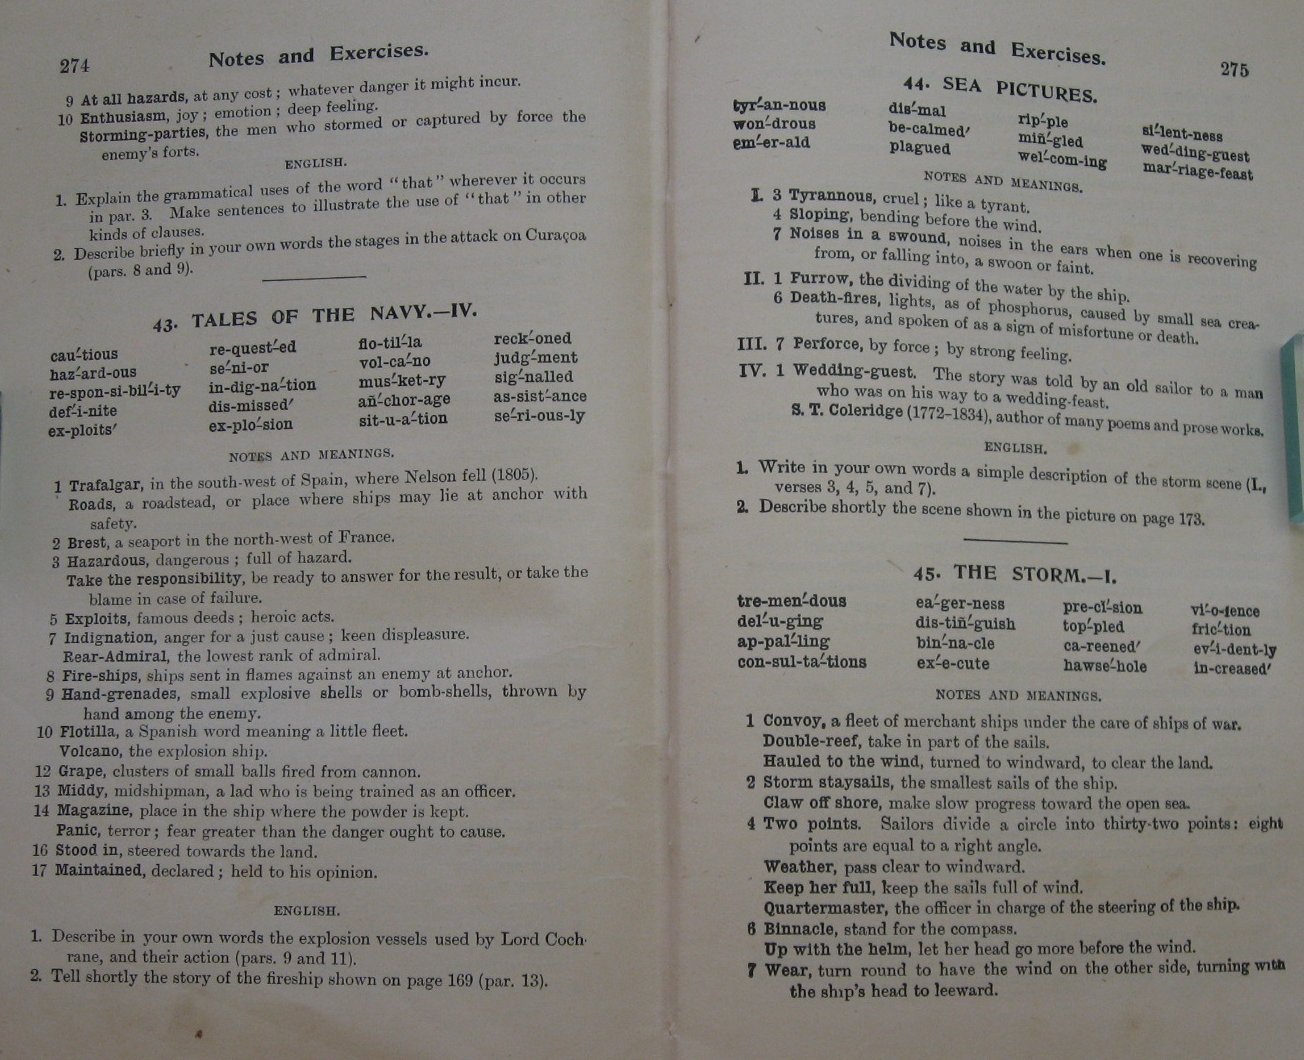 274
Notes and Exercises.
9 At all hazards, at any cost ; whatever danger it might incur.
10 Enthusiasm, joy ; emotion ; deep feeling.
Storming-parties, the men who stormed or captured by force the
enemy's forts.
ENGLISH.
1. Explain the grammatical uses of the word "that" wherever it occurs
in par. 3. Make sentences to illustrate the use of "that" in other
kinds of clauses.
2. Describe briefly in your own words the stages in the attack on Curaçoa
(pars. 8 and 9).
43. TALES OF THE NAVY.—IV.
cau´-tious re-quest´-ed flo-til´-la reck´-oned
haz´-ard-ous se´-ni-or vol-ca´-no judg´-ment
re-spon-si-bil´-i-ty in-dig-na´-tion mus´-ket-ry sig´-nalled
def´-i-nite dis-missed´ añ´-chor-age as-sist´-ance
ex-ploits´ ex-plo´-sion sit-u-a´-tion se´-ri-ous-ly
NOTES AND MEANINGS.
1 Trafalgar, in the south-west of Spain, where Nelson fell (1805).
Roads, a roadstead, or place where ships may lie at anchor with
safety.
2 Brest, a seaport in the north-west of France.
3 Hazardous, dangerous ; full of hazard.
Take the responsibility, be ready to answer for the result, or take the
blame in case of failure.
5 Exploits, famous deeds ; heroic acts.
7 Indignation, anger for a just cause ; keen displeasure.
Rear-Admiral, the lowest rank of admiral.
8 Fire-ships, ships sent in flames against an enemy at anchor.
9 Hand-grenades, small explosive shells or bomb-shells, thrown by
hand among the enemy.
10 Flotilla, a Spanish word meaning a little fleet.
Volcano, the explosion ship.
12 Grape, clusters of small balls fired from cannon.
13 Middy, midshipman, a lad who is being trained as an officer.
14 Magazine, place in the ship where the powder is kept.
Panic, terror ; fear greater than the danger ought to cause.
16 Stood in, steered towards the land.
17 Maintained, declared ; held to his opinion.
ENGLISH.
1. Describe in your own words the explosion vessels used by Lord Coch-
rane, and their action (pars. 9 and 11).
2. Tell shortly the story of the fireship shown on page 169 (par. 13).
Notes and Exercises.
275
44. SEA PICTURES.
tyr´-an-nous dis´-mal rip´-ple si´-lent-ness
won´-drous be-calmed´ miñ´-gled wed´-ding-guest
em´-er-ald plagued wel´-com-ing mar´-riage-feast
NOTES AND MEANINGS.
I. 3 Tyrannous, cruel ; like a tyrant.
4 Sloping, bending before the wind.
7 Noises in a swound, noises in the ears when one is recovering
from, or falling into, a swoon or faint.
II. 1 Furrow, the dividing of the water by the ship.
6 Death-fires, lights, as of phosphorus, caused by small sea crea-
tures, and spoken of as a sign of misfortune or death.
III. 7 Perforce, by force ; by strong feeling.
IV. 1 Wedding-guest. The story was told by an old sailor to a man
who was on his way to a wedding-feast.
S. T. Coleridge (1772-1834), author of many poems and prose works.
ENGLISH.
1. Write in your own words a simple description of the storm scene (I.,
verses 3, 4, 5, and 7).
2. Describe shortly the scene shown in the picture on page 173.
45. THE STORM.—I.
tre-men´-dous ea´-ger-ness pre-ci´-sion vi´-o-lence
del´-u-ging dis-tiñ´-guish top´-pled fric´-tion
ap-pal´-ling bin´-na-cle ca-reened´ ev´-i-dent-ly
con-sul-ta´-tions ex´-e-cute hawse´-hole in-creased´
NOTES AND MEANINGS.
1 Convoy, a fleet of merchant ships under the care of ships of war.
Double-reef, take in part of the sails.
Hauled to the wind, turned to windward, to clear the land.
2 Storm staysails, the smallest sails of the ship.
Claw off shore, make slow progress toward the open sea.
4 Two points. Sailors divide a circle into thirty-two points: eight
points are equal to a right angle.
Weather, pass clear to windward.
Keep her full, keep the sails full of wind.
Quartermaster, the officer in charge of the steering of the ship.
6 Binnacle, stand for the compass.
Up with the helm, let her head go more before the wind.
7 Wear, turn round to have the wind on the other side, turning with
the ship's head to leeward.